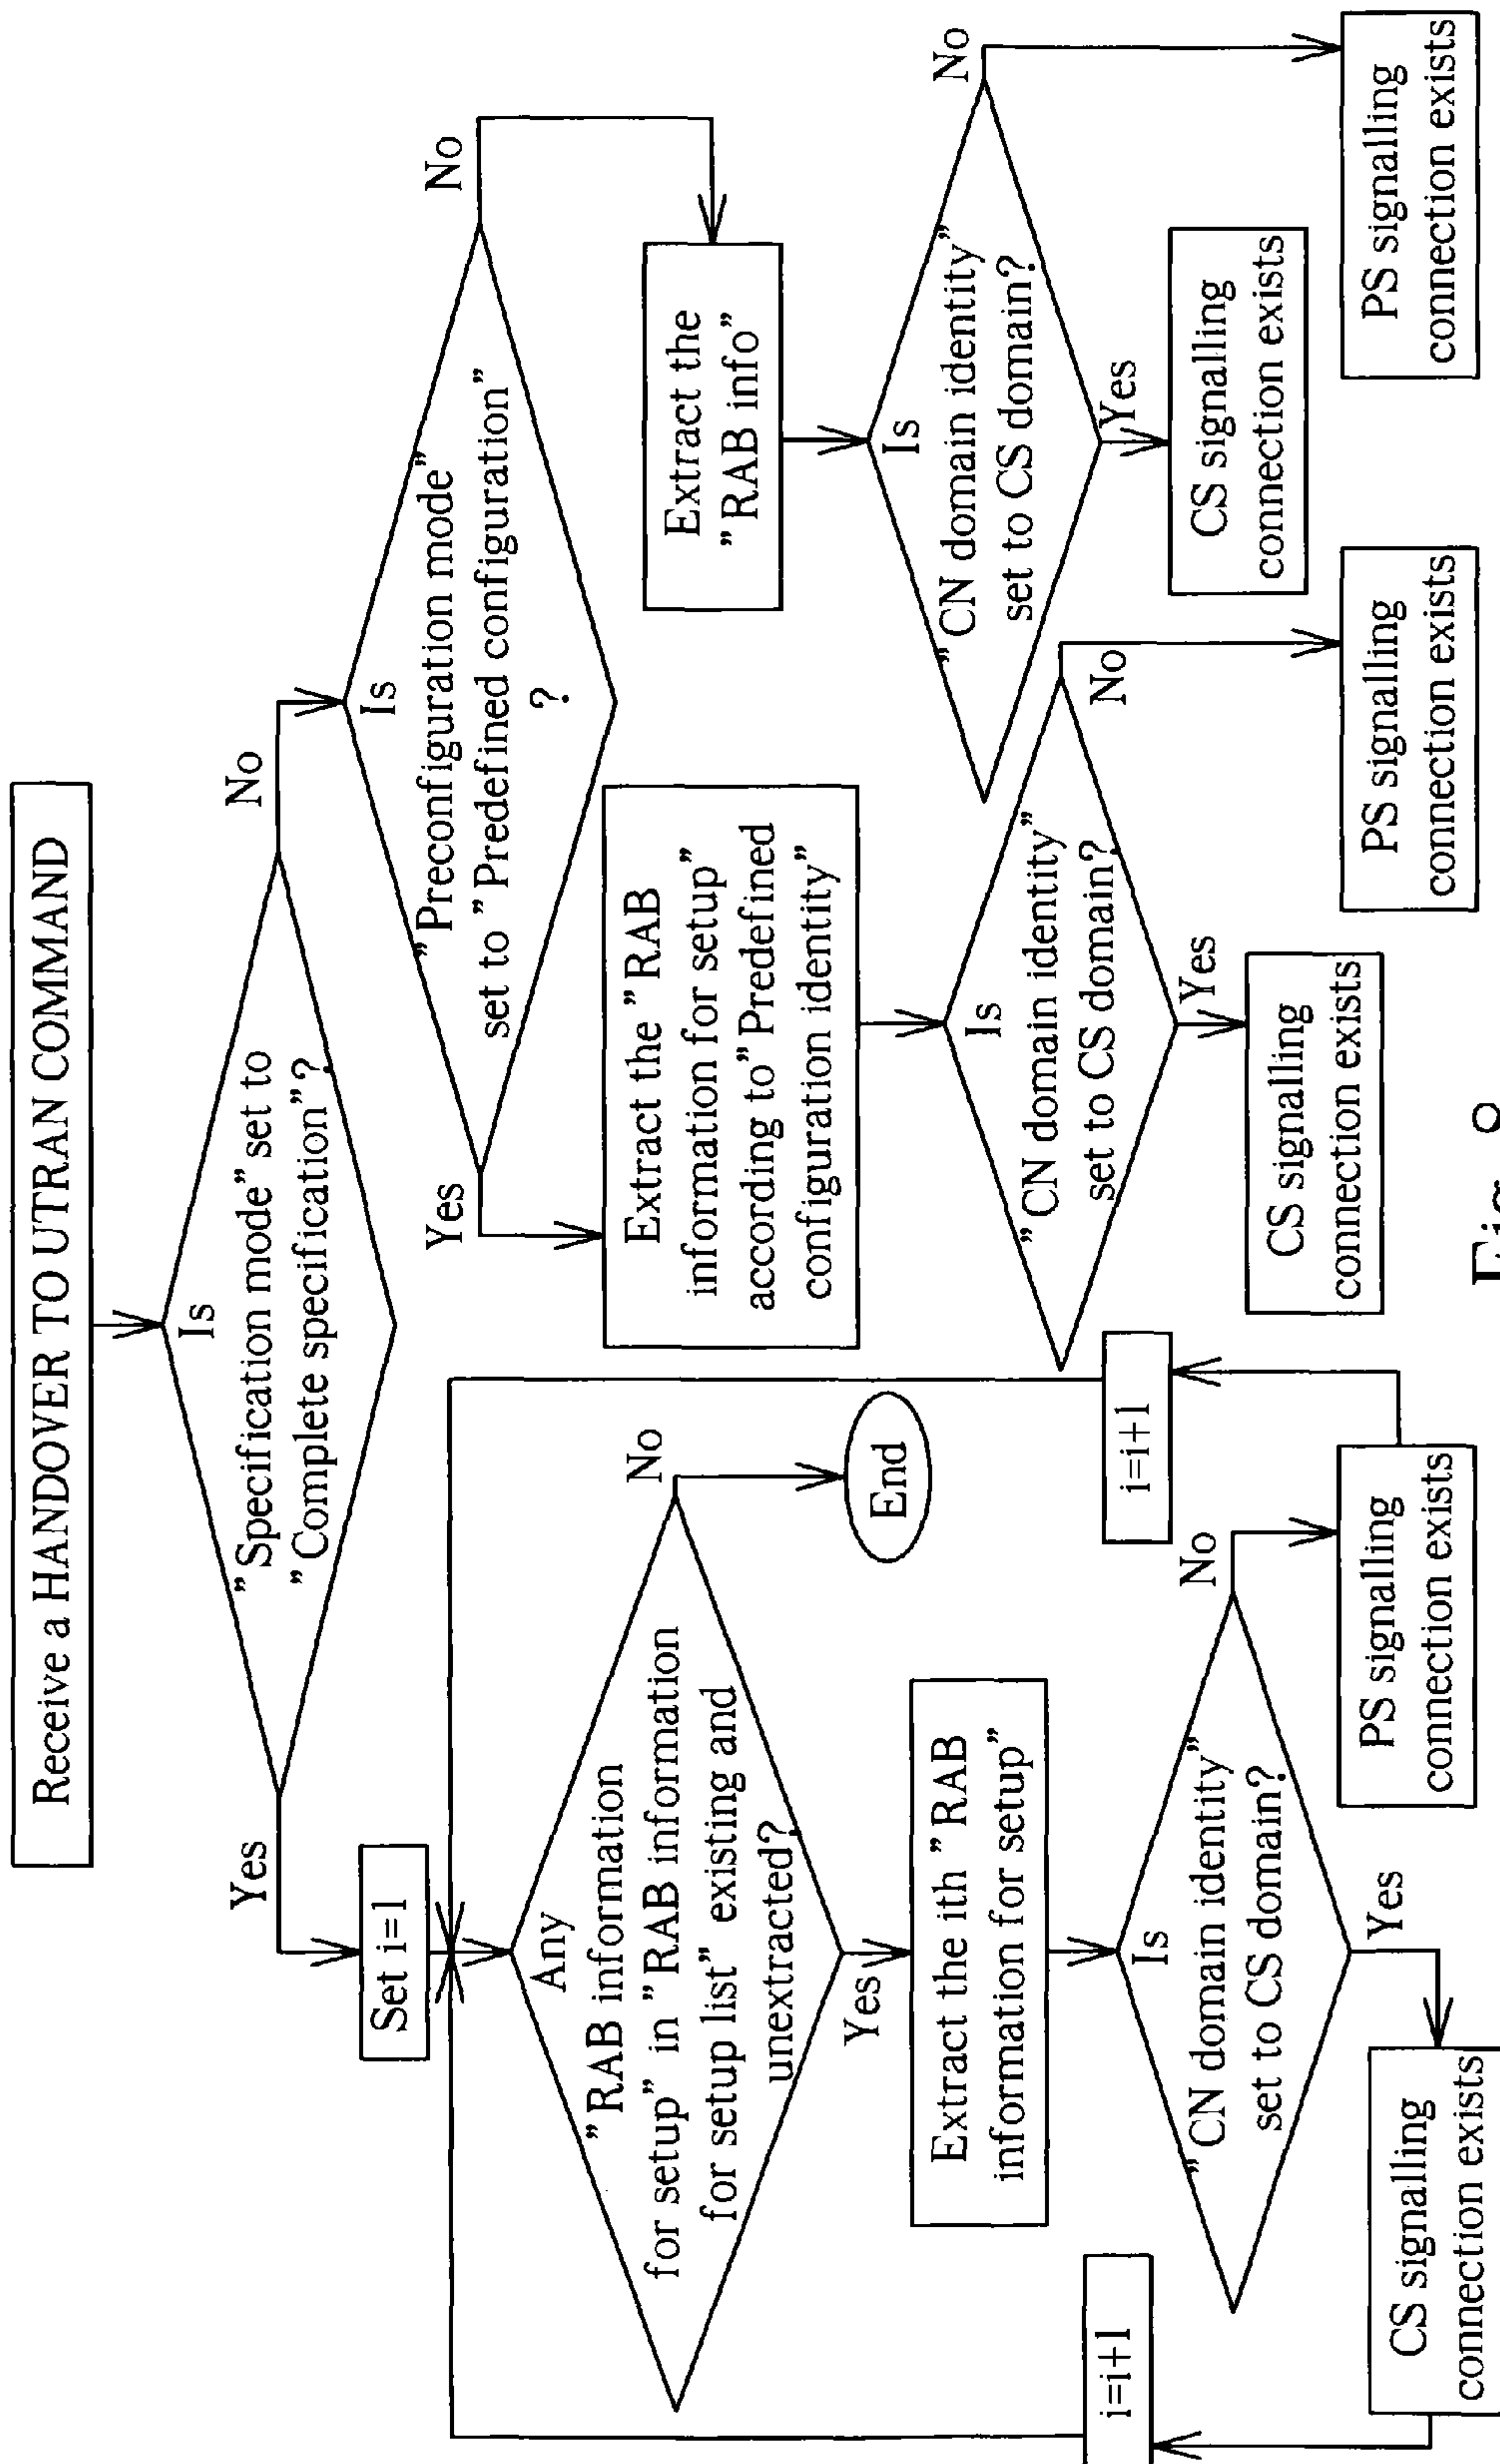 Receive a HANDOVER TO UTRAN COMMAND
Is
"Specification mode" set to
"Complete specification"?
Yes
No
Set i=1
Any
"RAB information
for setup" in "RAB information
for setup list" existing and
unextracted?
No
End
Yes
Extract the ith "RAB
information for setup"
Is
"CN domain identity"
set to CS domain?
No
Yes
CS signalling
connection exists
i=i+1
PS signalling
connection exists
i=i+1
Is
"Preconfiguration mode"
set to "Predefined configuration"
?
Yes
No
Extract the "RAB
information for setup"
according to "Predefined
configuration identity"
Is
"CN domain identity"
set to CS domain?
Yes
No
CS signalling
connection exists
PS signalling
connection exists
Extract the
"RAB info"
Is
"CN domain identity"
set to CS domain?
Yes
No
CS signalling
connection exists
PS signalling
connection exists